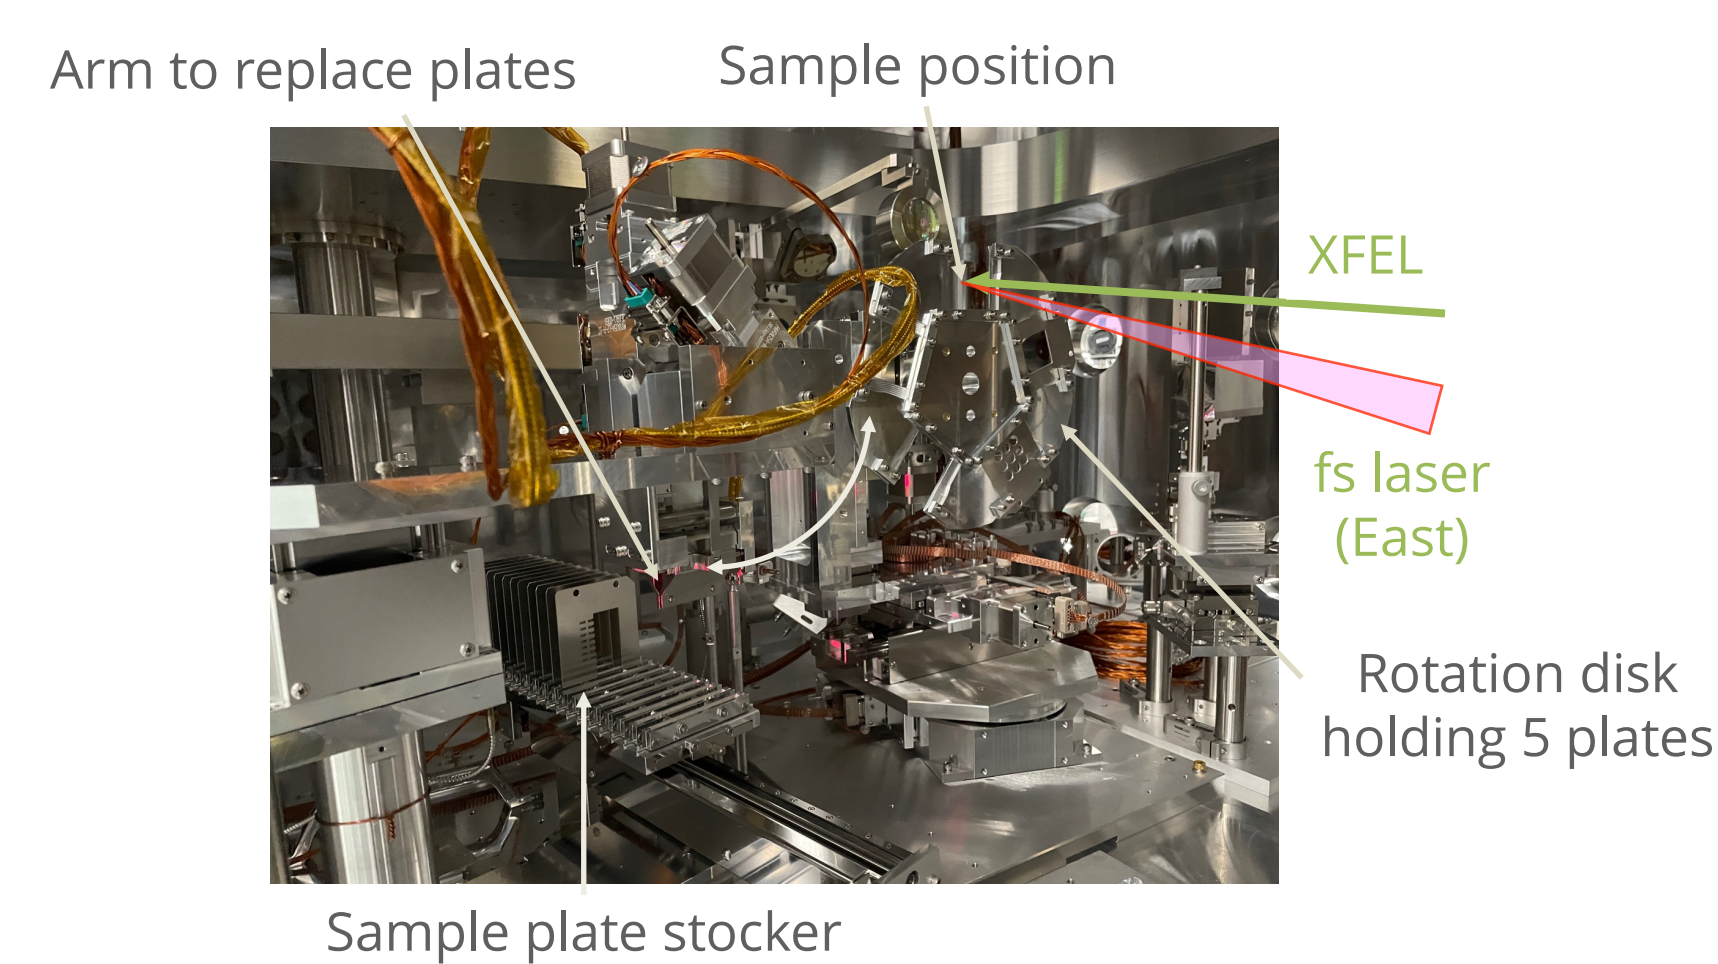 Arm to replace plates
Sample position
XFEL
fs laser
(East)
Rotation disk
holding 5 plates
Sample plate stocker